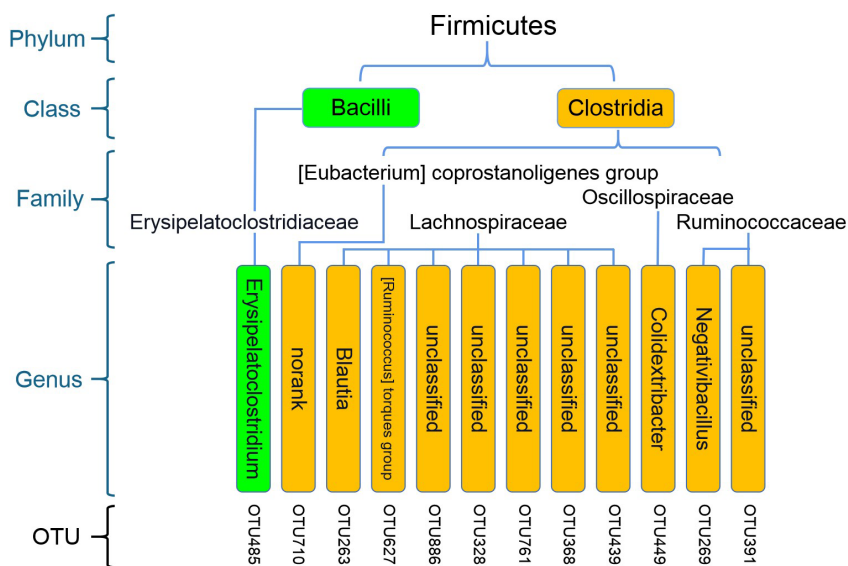 Phylum
Firmicutes
Class
Bacilli
Clostridia
Family
[Eubacterium] coprostanoligenes group
Oscillospiraceae
Erysipelatoclostridiaceae
Lachnospiraceae
Ruminococcaceae
Genus
Erysipelatoclostridium
norank
Blautia
[Ruminococcus] torques group
unclassified
unclassified
unclassified
unclassified
unclassified
Colidextribacter
Negativibacillus
unclassified
OTU
OTU485
OTU710
OTU263
OTU627
OTU886
OTU328
OTU761
OTU368
OTU439
OTU449
OTU269
OTU391